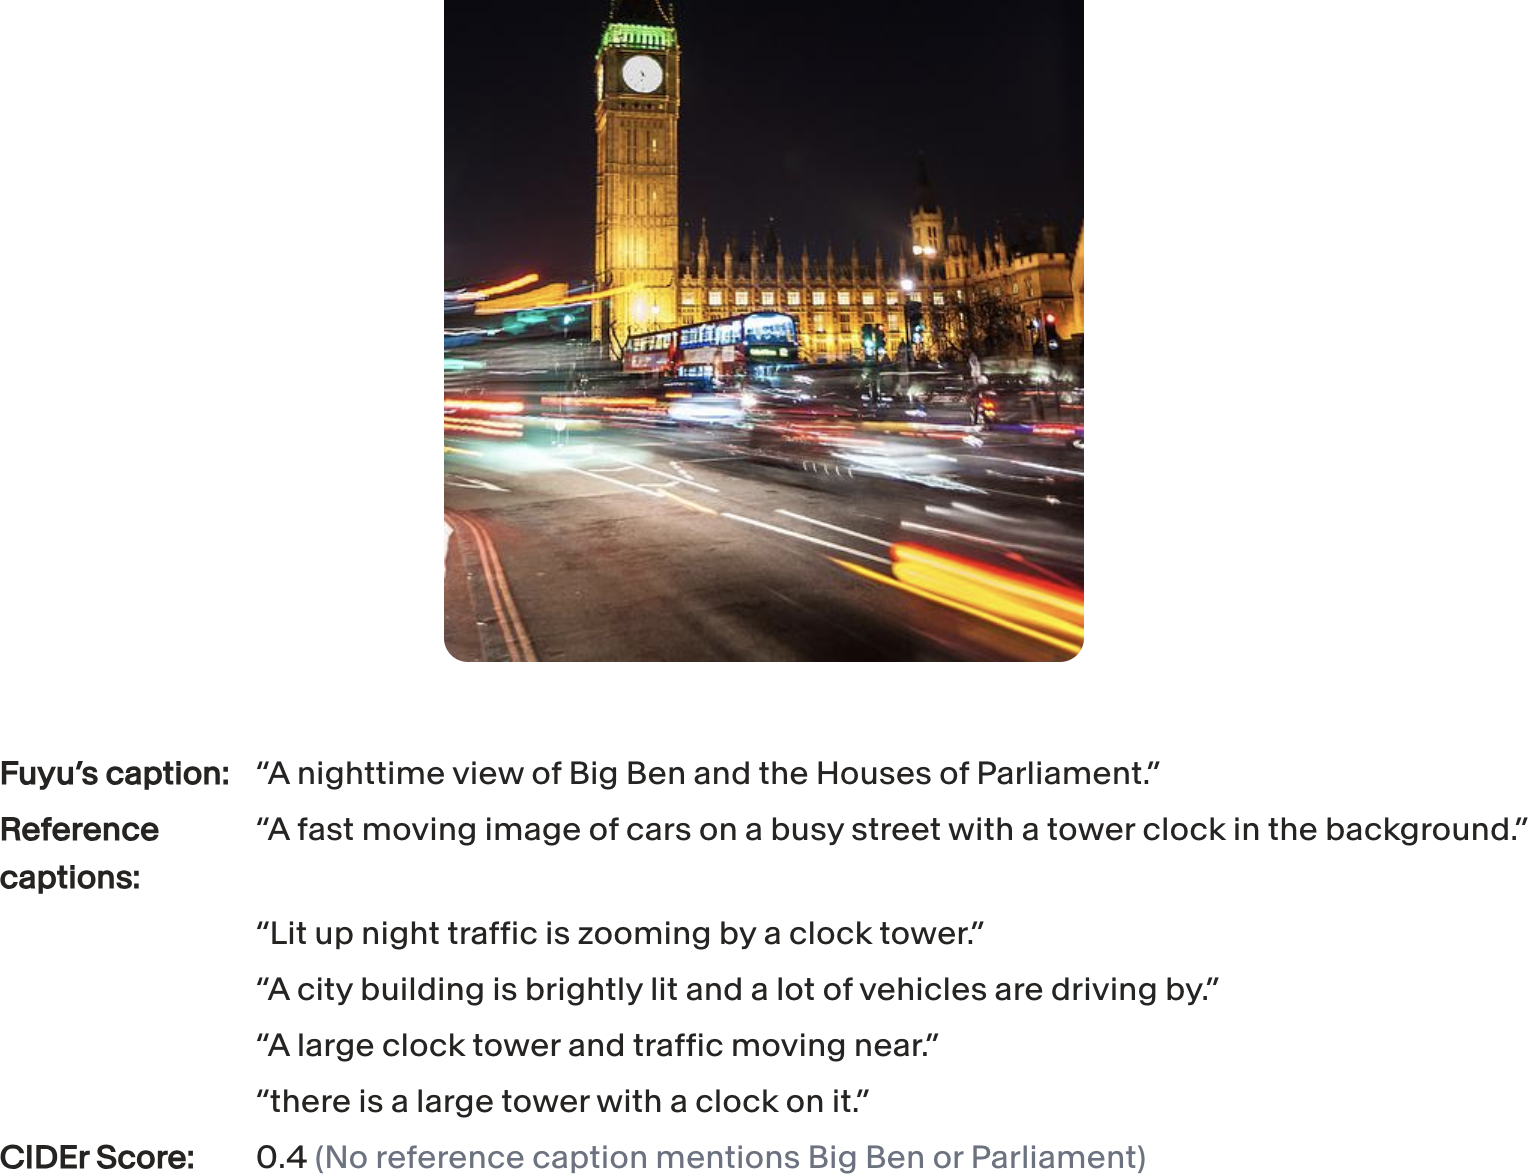 Fuyu’s caption: “A nighttime view of Big Ben and the Houses of Parliament.”
Reference captions: “A fast moving image of cars on a busy street with a tower clock in the background.”
“Lit up night traffic is zooming by a clock tower.”
“A city building is brightly lit and a lot of vehicles are driving by.”
“A large clock tower and traffic moving near.”
“there is a large tower with a clock on it.”
CIDEr Score: 0.4 (No reference caption mentions Big Ben or Parliament)